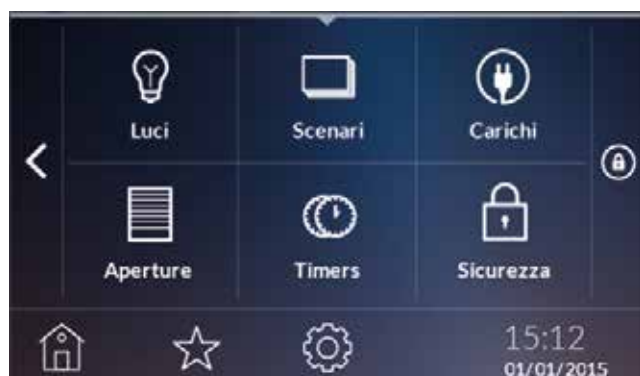 Luci
Scenari
Carichi
Aperture
Timers
Sicurezza
15:12
01/01/2015